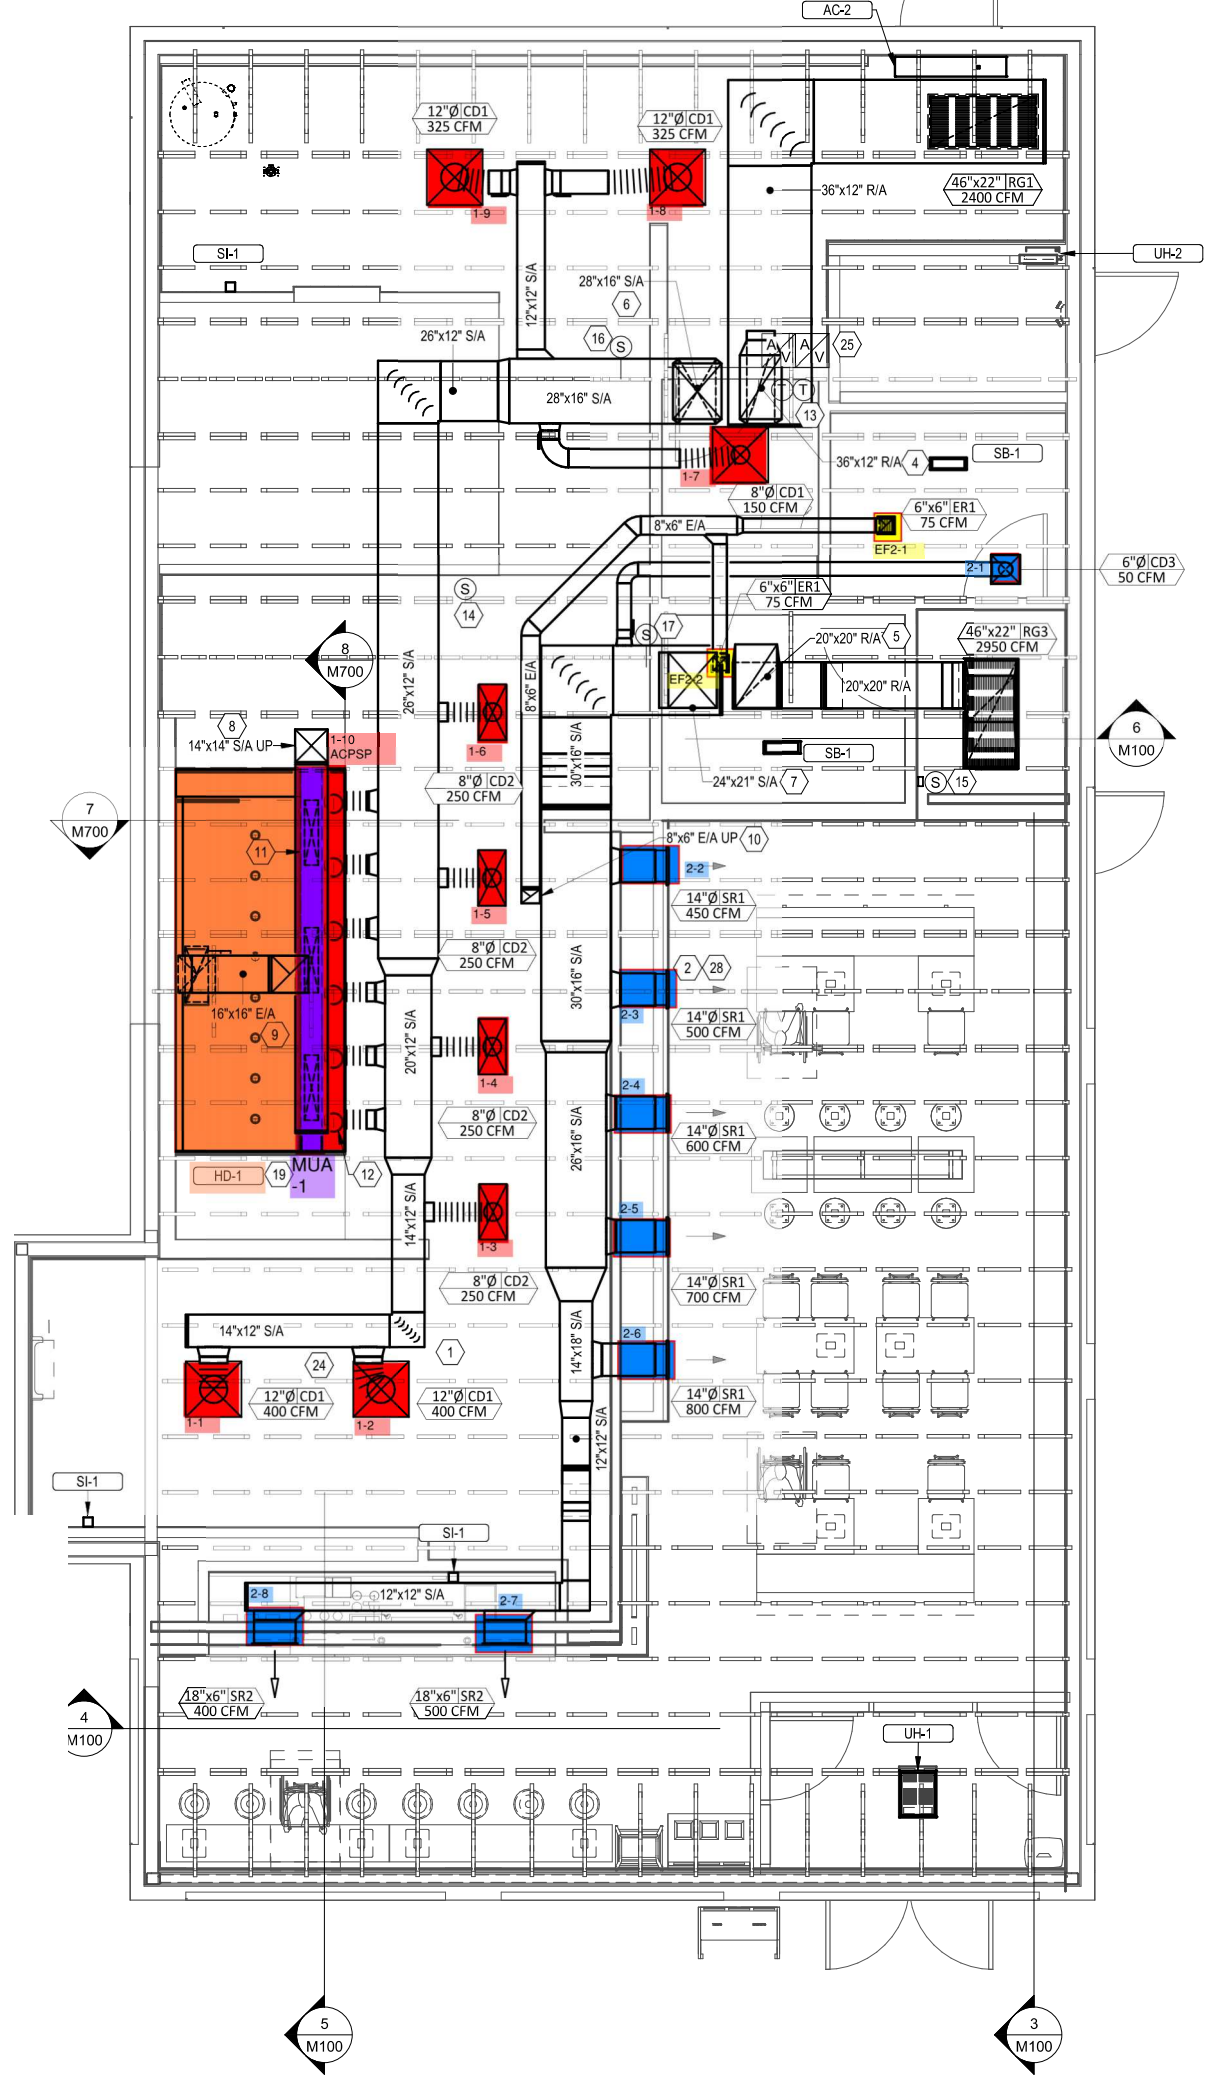 AC-2
12"Ø CD1
325 CFM
12"Ø CD1
325 CFM
36"x12" R/A
46"x22" RG1
2400 CFM
1-9
1-8
SI-1
UH-2
12"x12" S/A
28"x16" S/A
6
26"x12" S/A
16
S
A
V
A
V
25
28"x16" S/A
T
T
13
36"x12" R/A
4
SB-1
1-7
8"Ø CD1
150 CFM
6"x6" ER1
75 CFM
8"x6" E/A
EF2-1
2-1
6"Ø CD3
50 CFM
S
14
6"x6" ER1
75 CFM
17
S
20"x20" R/A
5
46"x22" RG3
2950 CFM
8
M700
26"x12" S/A
8"x6" E/A
EF2-2
20"x20" R/A
8
14"x14" S/A UP
1-10
ACPSP
1-6
30"x16" S/A
SB-1
6
M100
8"Ø CD2
250 CFM
24"x21" S/A
7
S
15
7
M700
11
8"x6" E/A UP
10
2-2
1-5
14"Ø SR1
450 CFM
8"Ø CD2
250 CFM
30"x16" S/A
2
28
16"x16" E/A
9
2-3
14"Ø SR1
500 CFM
20"x12" S/A
1-4
2-4
8"Ø CD2
250 CFM
26"x16" S/A
14"Ø SR1
600 CFM
HD-1
19
MUA
-1
12
14"x12" S/A
1-3
2-5
8"Ø CD2
250 CFM
14"Ø SR1
700 CFM
14"x12" S/A
1
24
14"x18" S/A
2-6
12"Ø CD1
400 CFM
12"Ø CD1
400 CFM
14"Ø SR1
800 CFM
1-1
1-2
12"x12" S/A
SI-1
SI-1
2-8
12"x12" S/A
2-7
18"x6" SR2
400 CFM
18"x6" SR2
500 CFM
4
M100
UH-1
5
M100
3
M100